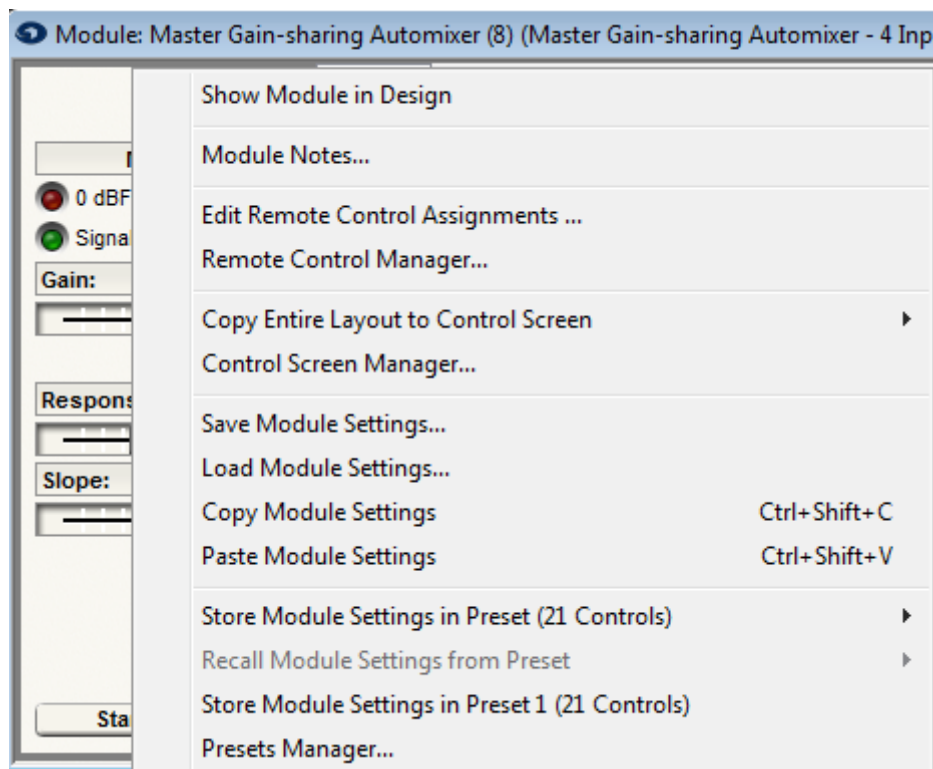 Module: Master Gain-sharing Automixer (8) (Master Gain-sharing Automixer - 4 Inp
Show Module in Design
Module Notes...
0 dBF
Edit Remote Control Assignments ...
Signal
Remote Control Manager...
Gain:
Copy Entire Layout to Control Screen
Control Screen Manager...
Respons
Save Module Settings...
Load Module Settings...
Slope:
Copy Module Settings Ctrl+Shift+C
Paste Module Settings Ctrl+Shift+V
Store Module Settings in Preset (21 Controls)
Recall Module Settings from Preset
Store Module Settings in Preset 1 (21 Controls)
Sta
Presets Manager...